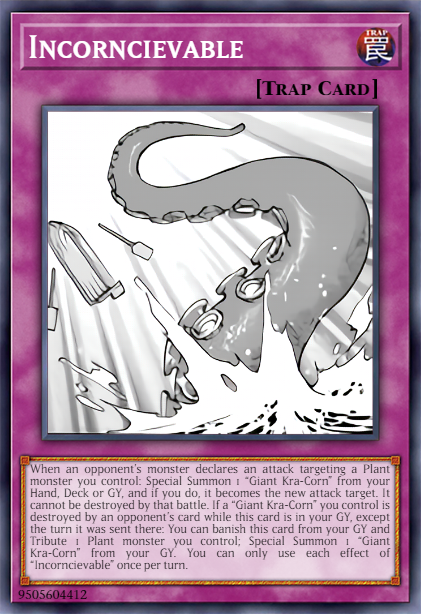 Incorncievable
TRAP
罠
[Trap Card]
When an opponent's monster declares an attack targeting a Plant
monster you control: Special Summon 1 “Giant Kra-Corn” from your
Hand, Deck or GY, and if you do, it becomes the new attack target. It
cannot be destroyed by that battle. If a “Giant Kra-Corn” you control is
destroyed by an opponent's card while this card is in your GY, except
the turn it was sent there: You can banish this card from your GY and
Tribute 1 Plant monster you control; Special Summon 1 “Giant
Kra-Corn” from your GY. You can only use each effect of
“Incorncievable” once per turn.
9505604412